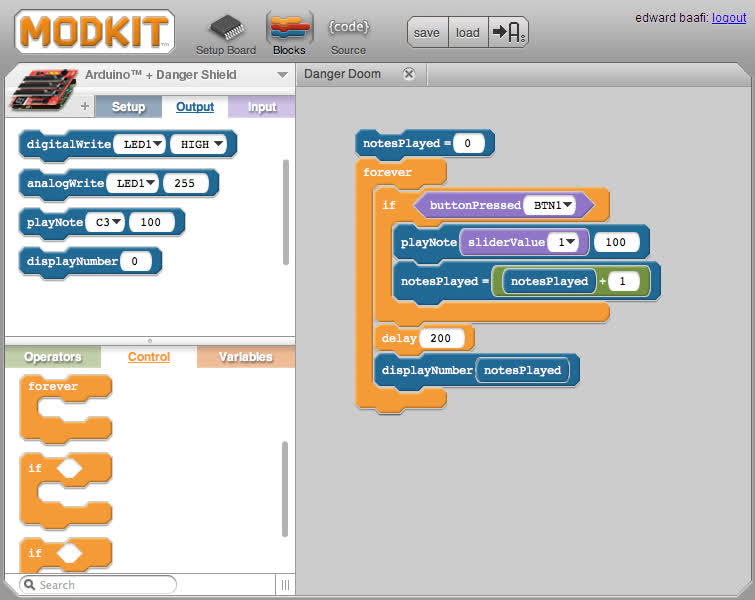 MODKIT™
Setup Board
Blocks
{code}
Source
save
load
A
edward baafi: logout
Arduino™ + Danger Shield
+
Setup
Output
Input
digitalWrite LED1 HIGH
analogWrite LED1 255
playNote C3 100
displayNumber 0
Operators
Control
Variables
forever
if
if
Search
Danger Doom
notesPlayed = 0
forever
if buttonPressed BTN1
playNote sliderValue 1 100
notesPlayed = notesPlayed + 1
delay 200
displayNumber notesPlayed